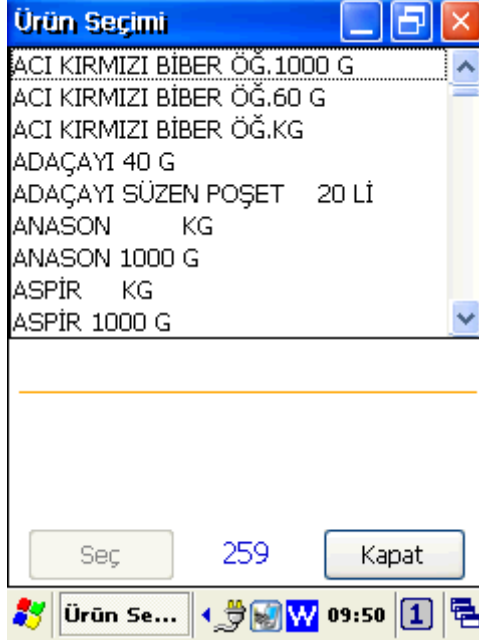 Ürün Seçimi
ACI KIRMIZI BİBER ÖĞ.1000 G
ACI KIRMIZI BİBER ÖĞ.60 G
ACI KIRMIZI BİBER ÖĞ.KG
ADAÇAYI 40 G
ADAÇAYI SÜZEN POŞET 20 Lİ
ANASON KG
ANASON 1000 G
ASPİR KG
ASPİR 1000 G
Seç 259 Kapat
Ürün Se... W 09:50 1